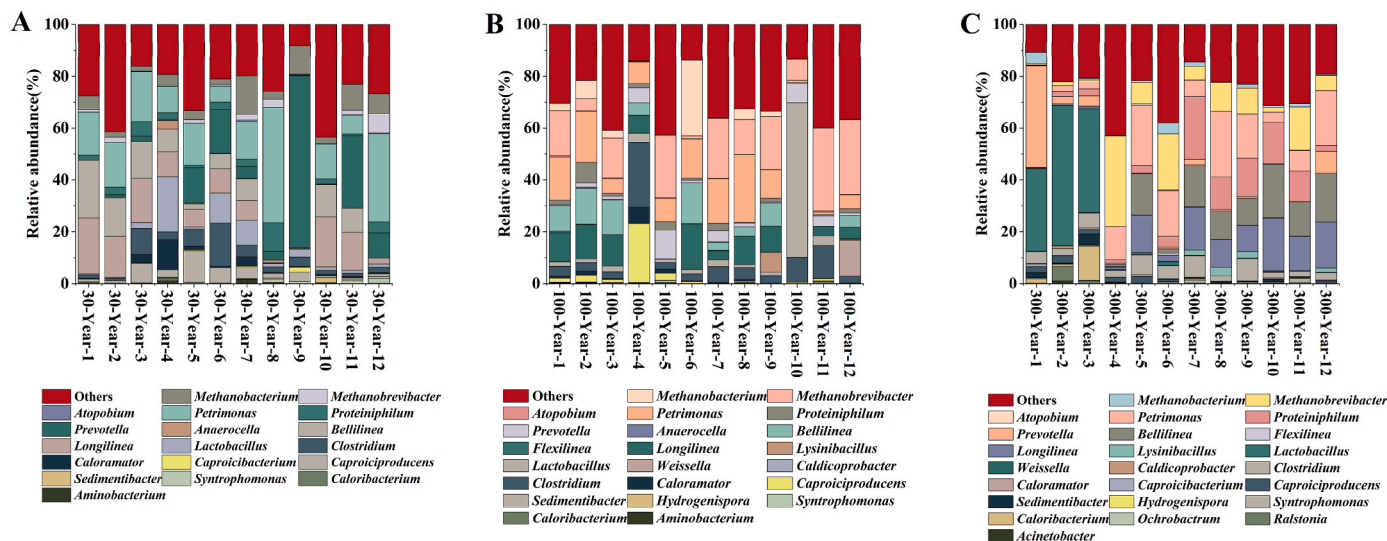 A
Relative abundance(%)
100
80
60
40
20
0
30-Year-1
30-Year-2
30-Year-3
30-Year-4
30-Year-5
30-Year-6
30-Year-7
30-Year-8
30-Year-9
30-Year-10
30-Year-11
30-Year-12
Others Methanobacterium Methanobrevibacter
Atopobium Petrimonas Proteiniphilum
Prevotella Anaerocella Bellilinea
Longilinea Lactobacillus Clostridium
Caloramator Caproicibacterium Caproiciproducens
Sedimentibacter Syntrophomonas Caloribacterium
Aminobacterium
B
Relative abundance(%)
100
80
60
40
20
0
100-Year-1
100-Year-2
100-Year-3
100-Year-4
100-Year-5
100-Year-6
100-Year-7
100-Year-8
100-Year-9
100-Year-10
100-Year-11
100-Year-12
Others Methanobacterium Methanobrevibacter
Atopobium Petrimonas Proteiniphilum
Prevotella Anaerocella Bellilinea
Flexilinea Longilinea Lysinibacillus
Lactobacillus Weissella Caldicoprobacter
Clostridium Caloramator Caproiciproducens
Sedimentibacter Hydrogenispora Syntrophomonas
Caloribacterium Aminobacterium
C
Relative abundance(%)
100
80
60
40
20
0
300-Year-1
300-Year-2
300-Year-3
300-Year-4
300-Year-5
300-Year-6
300-Year-7
300-Year-8
300-Year-9
300-Year-10
300-Year-11
300-Year-12
Others Methanobacterium Methanobrevibacter
Atopobium Petrimonas Proteiniphilum
Prevotella Bellilinea Flexilinea
Longilinea Lysinibacillus Lactobacillus
Weissella Caldicoprobacter Clostridium
Caloramator Caproicibacterium Caproiciproducens
Sedimentibacter Hydrogenispora Syntrophomonas
Caloribacterium Ochrobactrum Ralstonia
Acinetobacter